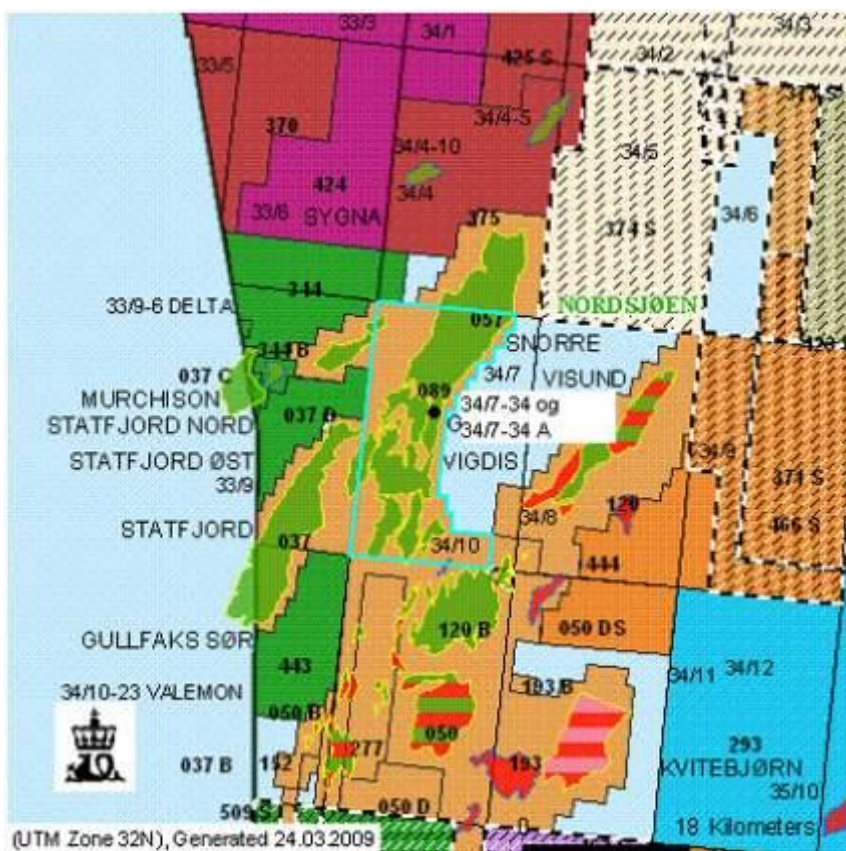 33/3
34/1
34/3
425 S
34/2
33/5
370
34/4-5
34/4-10
34/5
424
34/4
33/6
SYGNA
375
374 S
34/6
344
33/9-6 DELTA
NORDSJØEN
057
SNORRE
344 B
34/7
VISUND
037 C
089
MURCHISON
037 D
34/7-34 og
34/7-34 A
STATFJORD NORD
STATFJORD ØST
VIGDIS
33/9
34/9
371 S
34/8
120
466 S
STATFJORD
037
34/10
444
120 B
050 DS
GULLFAKS SØR
443
34/11
34/12
34/10-23 VALEMON
193 B
050 B
050
293
037 B
152
277
193
KVITEBJØRN
35/10
509 S
050 D
18 Kilometers
(UTM Zone 32N), Generated 24.03.2009